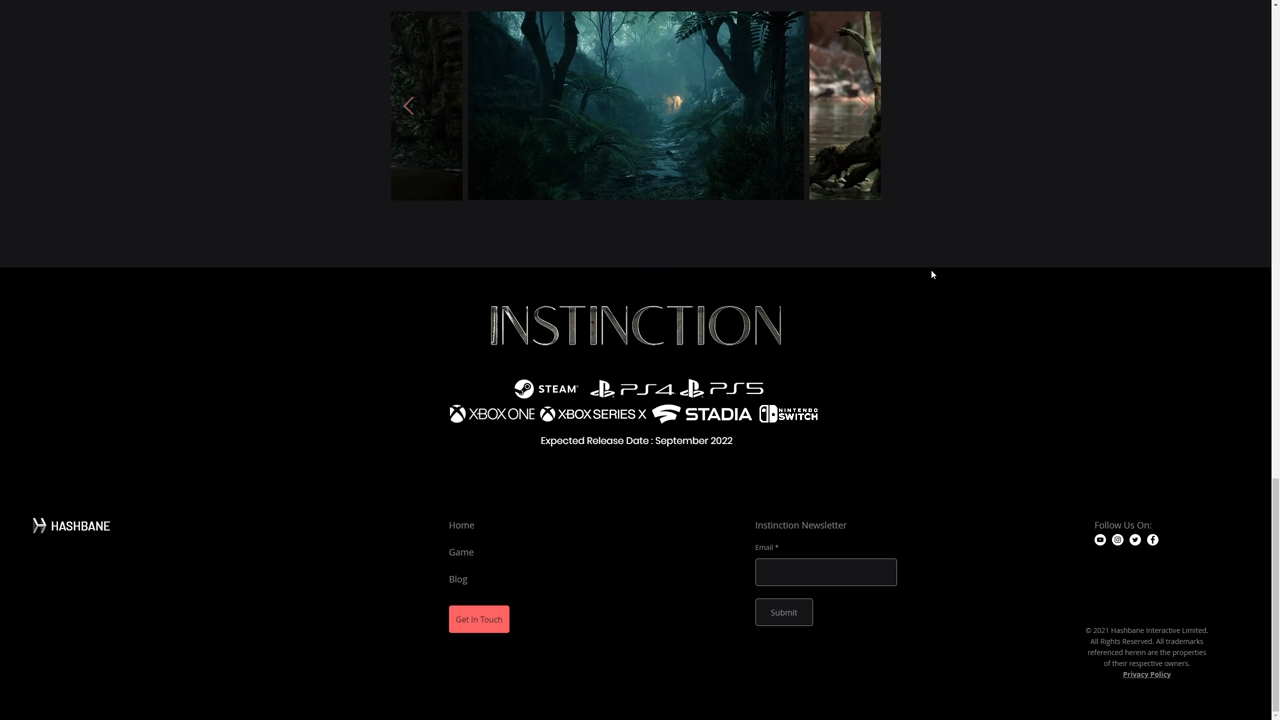 INSTINCTION
STEAM® PS4 PS5
XBOX ONE XBOX SERIES X STADIA NINTENDO SWITCH
Expected Release Date : September 2022
HASHBANE
Home
Game
Blog
Get In Touch
Instinction Newsletter
Email *
Submit
Follow Us On:
© 2021 Hashbane Interactive Limited.
All Rights Reserved. All trademarks
referenced herein are the properties
of their respective owners.
Privacy Policy